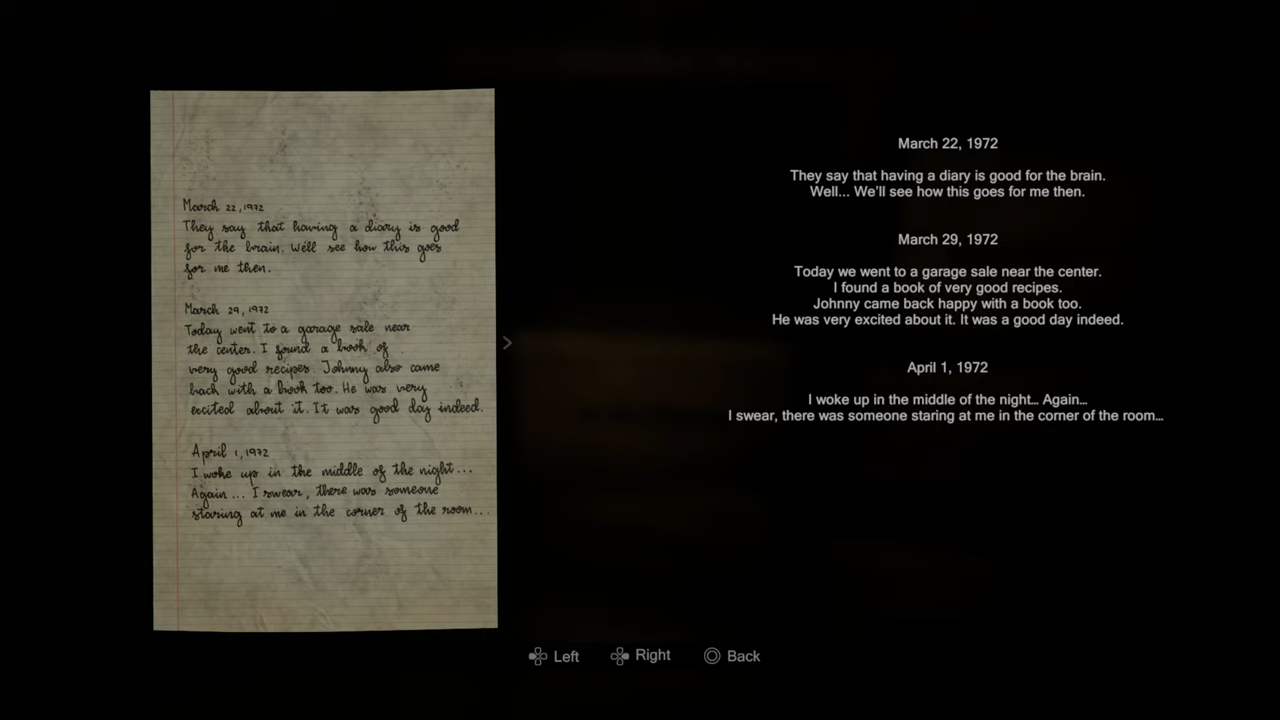 March 22, 1972
They say that having a diary is good
for the brain. We'll see how this goes
for me then.
March 29, 1972
Today went to a garage sale near
the center. I found a book of
very good recipes. Johnny also came
back with a book too. He was very
excited about it. It was good day indeed.
April 1, 1972
I woke up in the middle of the night...
Again... I swear, there was someone
staring at me in the corner of the room...
March 22, 1972
They say that having a diary is good for the brain.
Well... We'll see how this goes for me then.
March 29, 1972
Today we went to a garage sale near the center.
I found a book of very good recipes.
Johnny came back happy with a book too.
He was very excited about it. It was a good day indeed.
April 1, 1972
I woke up in the middle of the night... Again...
I swear, there was someone staring at me in the corner of the room...
Left Right Back